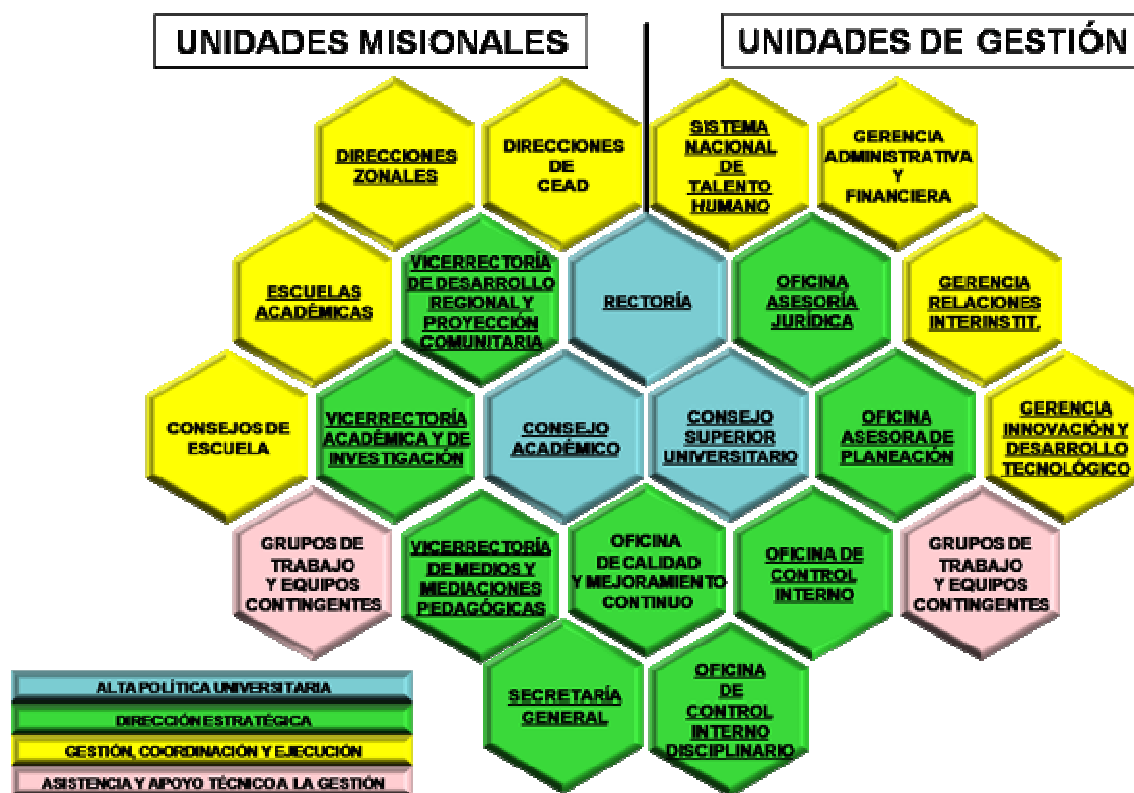 UNIDADES MISIONALES
UNIDADES DE GESTIÓN
DIRECCIONES
ZONALES
DIRECCIONES
DE
CEAD
SISTEMA
NACIONAL
DE
TALENTO
HUMANO
GERENCIA
ADMINISTRATIVA
Y
FINANCIERA
ESCUELAS
ACADÉMICAS
VICERRECTORÍA
DE DESARROLLO
REGIONAL Y
PROYECCIÓN
COMUNITARIA
RECTORÍA
OFICINA
ASESORÍA
JURÍDICA
GERENCIA
RELACIONES
INTERINSTIT.
CONSEJOS DE
ESCUELA
VICERRECTORÍA
ACADÉMICA Y DE
INVESTIGACIÓN
CONSEJO
ACADÉMICO
CONSEJO
SUPERIOR
UNIVERSITARIO
OFICINA
ASESORA DE
PLANEACIÓN
GERENCIA
INNOVACIÓN Y
DESARROLLO
TECNOLÓGICO
GRUPOS DE
TRABAJO
Y EQUIPOS
CONTINGENTES
VICERRECTORÍA
DE MEDIOS Y
MEDIACIONES
PEDAGÓGICAS
OFICINA
DE CALIDAD
Y MEJORAMIENTO
CONTINUO
OFICINA DE
CONTROL
INTERNO
GRUPOS DE
TRABAJO
Y EQUIPOS
CONTINGENTES
SECRETARÍA
GENERAL
OFICINA
DE
CONTROL
INTERNO
DISCIPLINARIO
ALTA POLÍTICA UNIVERSITARIA
DIRECCIÓN ESTRATÉGICA
GESTIÓN, COORDINACIÓN Y EJECUCIÓN
ASISTENCIA Y APOYO TÉCNICO A LA GESTIÓN